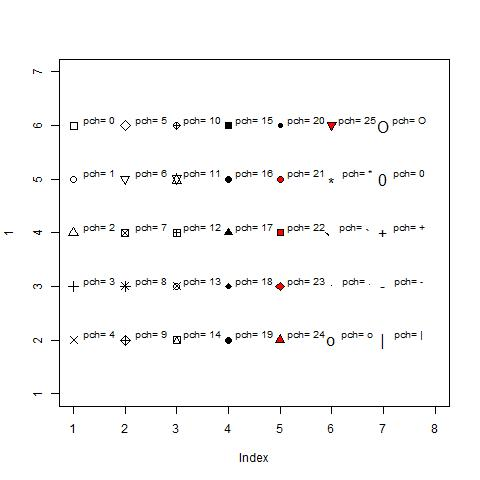 7
6 pch= 0 pch= 5 pch= 10 pch= 15 pch= 20 pch= 25 O pch= O
5 pch= 1 pch= 6 pch= 11 pch= 16 pch= 21 * pch= * 0 pch= 0
4 pch= 2 pch= 7 pch= 12 pch= 17 pch= 22 ` pch= ` + pch= +
3 pch= 3 pch= 8 pch= 13 pch= 18 pch= 23 . pch= . - pch= -
2 pch= 4 pch= 9 pch= 14 pch= 19 pch= 24 o pch= o | pch= |
1
1
1 2 3 4 5 6 7 8
Index